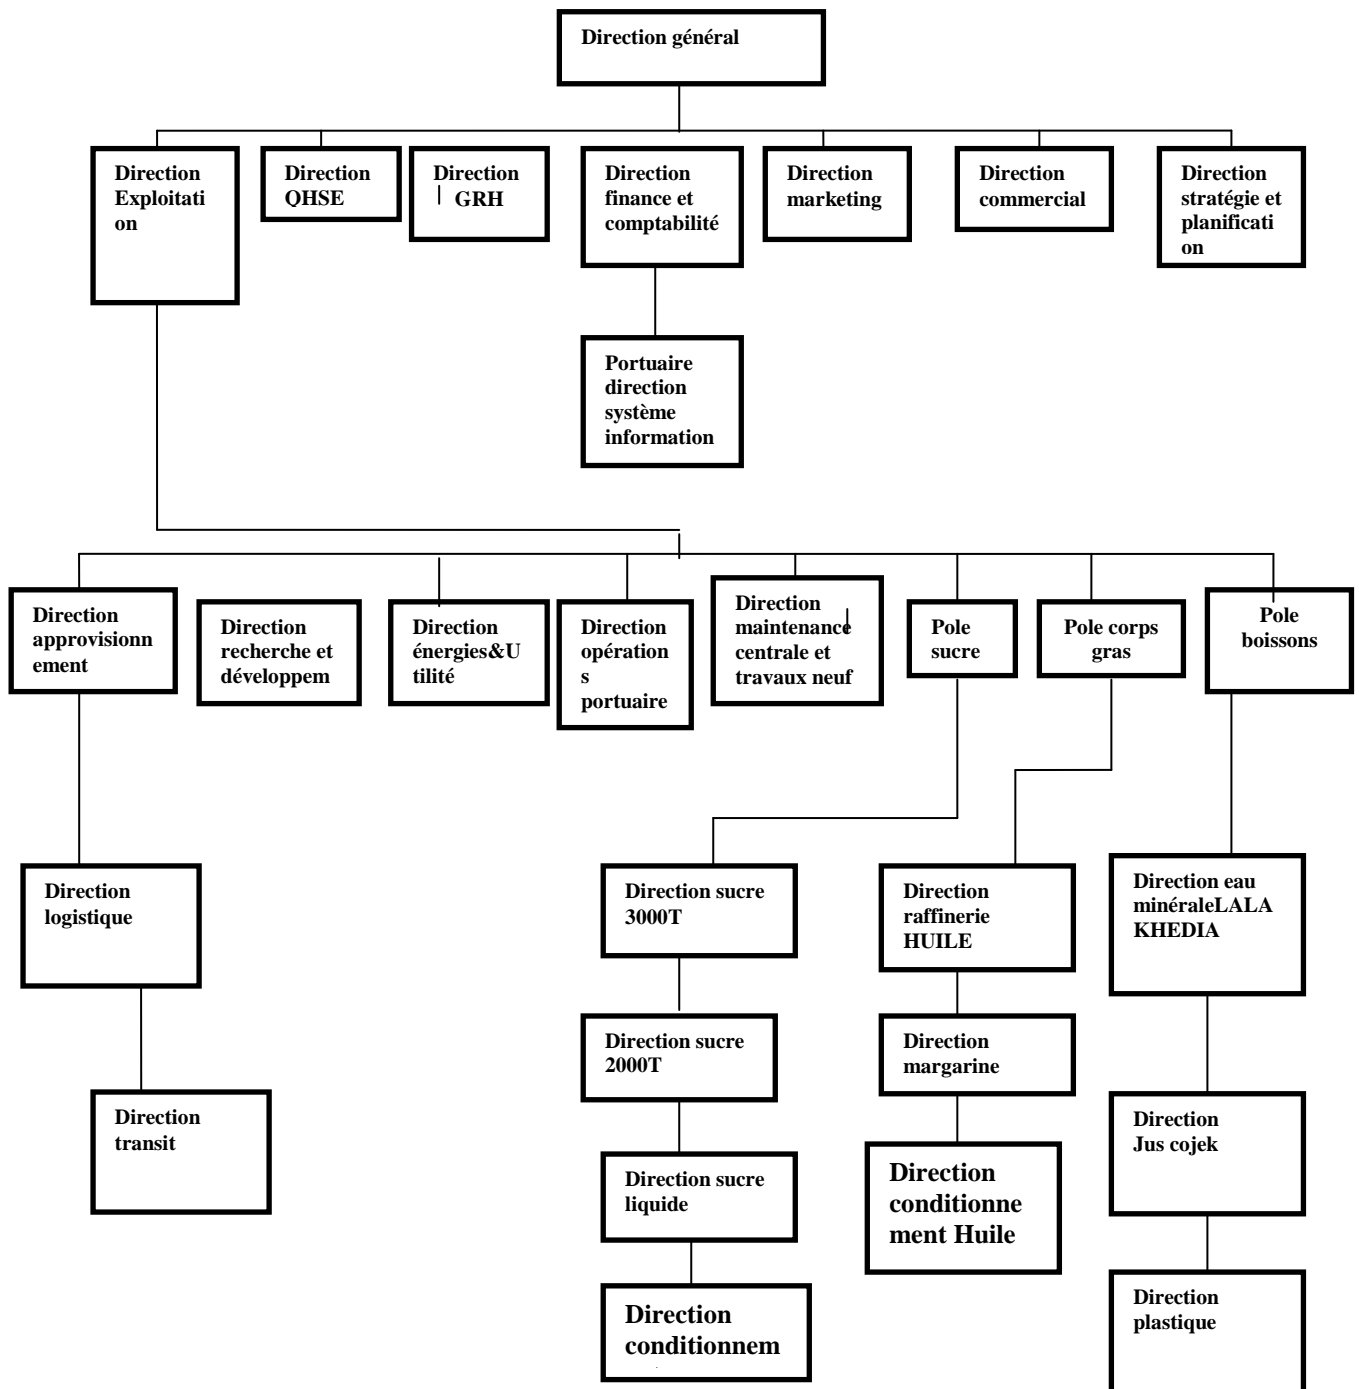 Direction général
Direction
Exploitati
on
Direction
QHSE
Direction
GRH
Direction
finance et
comptabilité
Direction
marketing
Direction
commercial
Direction
stratégie et
planificati
on
Portuaire
direction
système
information
Direction
approvisionn
ement
Direction
recherche et
développem
Direction
énergies&U
tilité
Direction
opération
s
portuaire
Direction
maintenance
centrale et
travaux neuf
Pole
sucre
Pole corps
gras
Pole
boissons
Direction
logistique
Direction
transit
Direction sucre
3000T
Direction sucre
2000T
Direction sucre
liquide
Direction
conditionnem
Direction
raffinerie
HUILE
Direction
margarine
Direction
conditionne
ment Huile
Direction eau
minéraleLALA
KHEDIA
Direction
Jus cojek
Direction
plastique